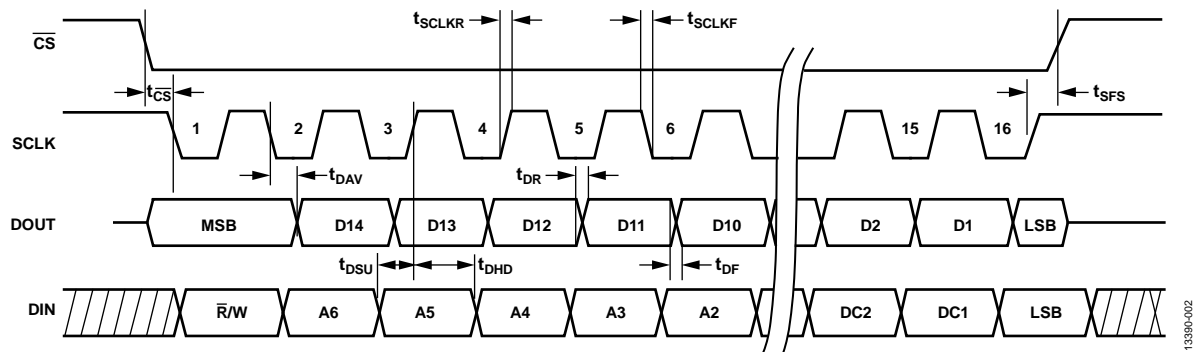 tSCLKR
tSCLKF
CS
tCS
tSFS
SCLK
1 2 3 4 5 6 15 16
tDAV
tDR
DOUT
MSB D14 D13 D12 D11 D10 D2 D1 LSB
tDSU
tDHD
tDF
DIN
R/W A6 A5 A4 A3 A2 DC2 DC1 LSB
13390-002